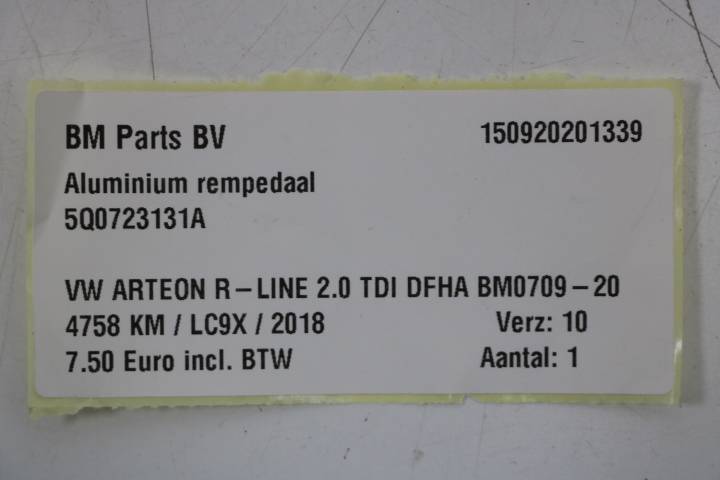 BM Parts BV 150920201339
Aluminium rempedaal
5Q0723131A
VW ARTEON R-LINE 2.0 TDI DFHA BM0709-20
4758 KM / LC9X / 2018 Verz: 10
7.50 Euro incl. BTW Aantal: 1